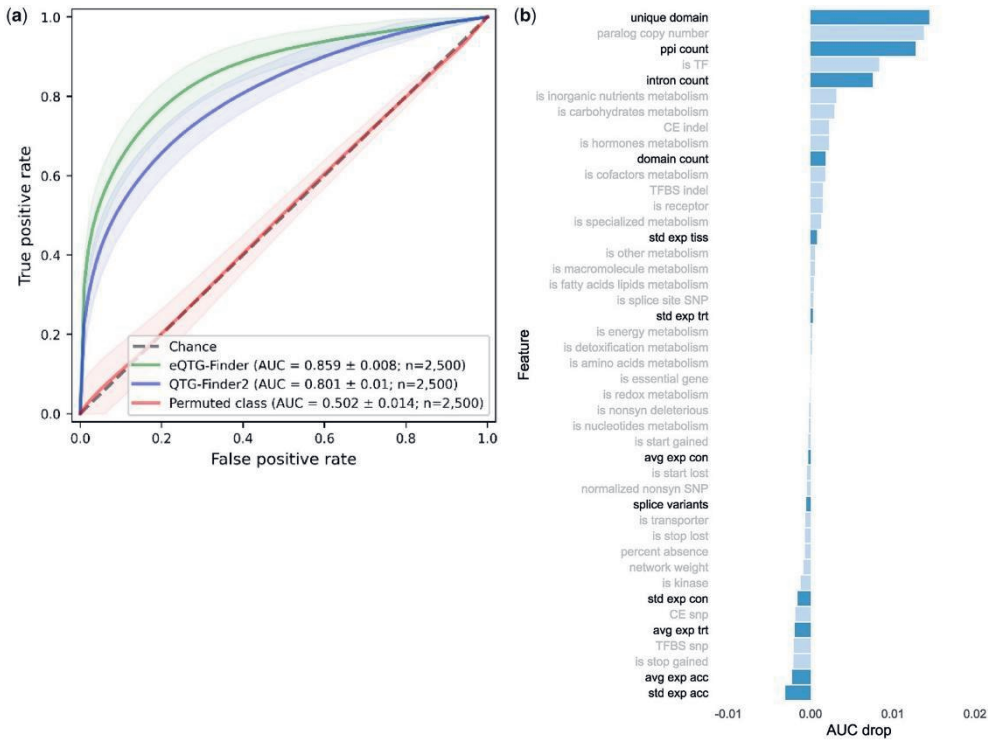 (a)
True positive rate
1.0
0.8
0.6
0.4
0.2
0.0
Chance
eQTG-Finder (AUC = 0.859 ± 0.008; n=2,500)
QTG-Finder2 (AUC = 0.801 ± 0.01; n=2,500)
Permuted class (AUC = 0.502 ± 0.014; n=2,500)
0.0 0.2 0.4 0.6 0.8 1.0
False positive rate
(b)
Feature
unique domain
paralog copy number
ppi count
is TF
intron count
is inorganic nutrients metabolism
is carbohydrates metabolism
CE indel
is hormones metabolism
domain count
is cofactors metabolism
TFBS indel
is receptor
is specialized metabolism
std exp tiss
is other metabolism
is macromolecule metabolism
is fatty acids lipids metabolism
is splice site SNP
std exp trt
is energy metabolism
is detoxification metabolism
is amino acids metabolism
is essential gene
is redox metabolism
is nonsyn deleterious
is nucleotides metabolism
is start gained
avg exp con
is start lost
normalized nonsyn SNP
splice variants
is transporter
is stop lost
percent absence
network weight
is kinase
std exp con
CE snp
avg exp trt
TFBS snp
is stop gained
avg exp acc
std exp acc
-0.01 0.00 0.01 0.02
AUC drop